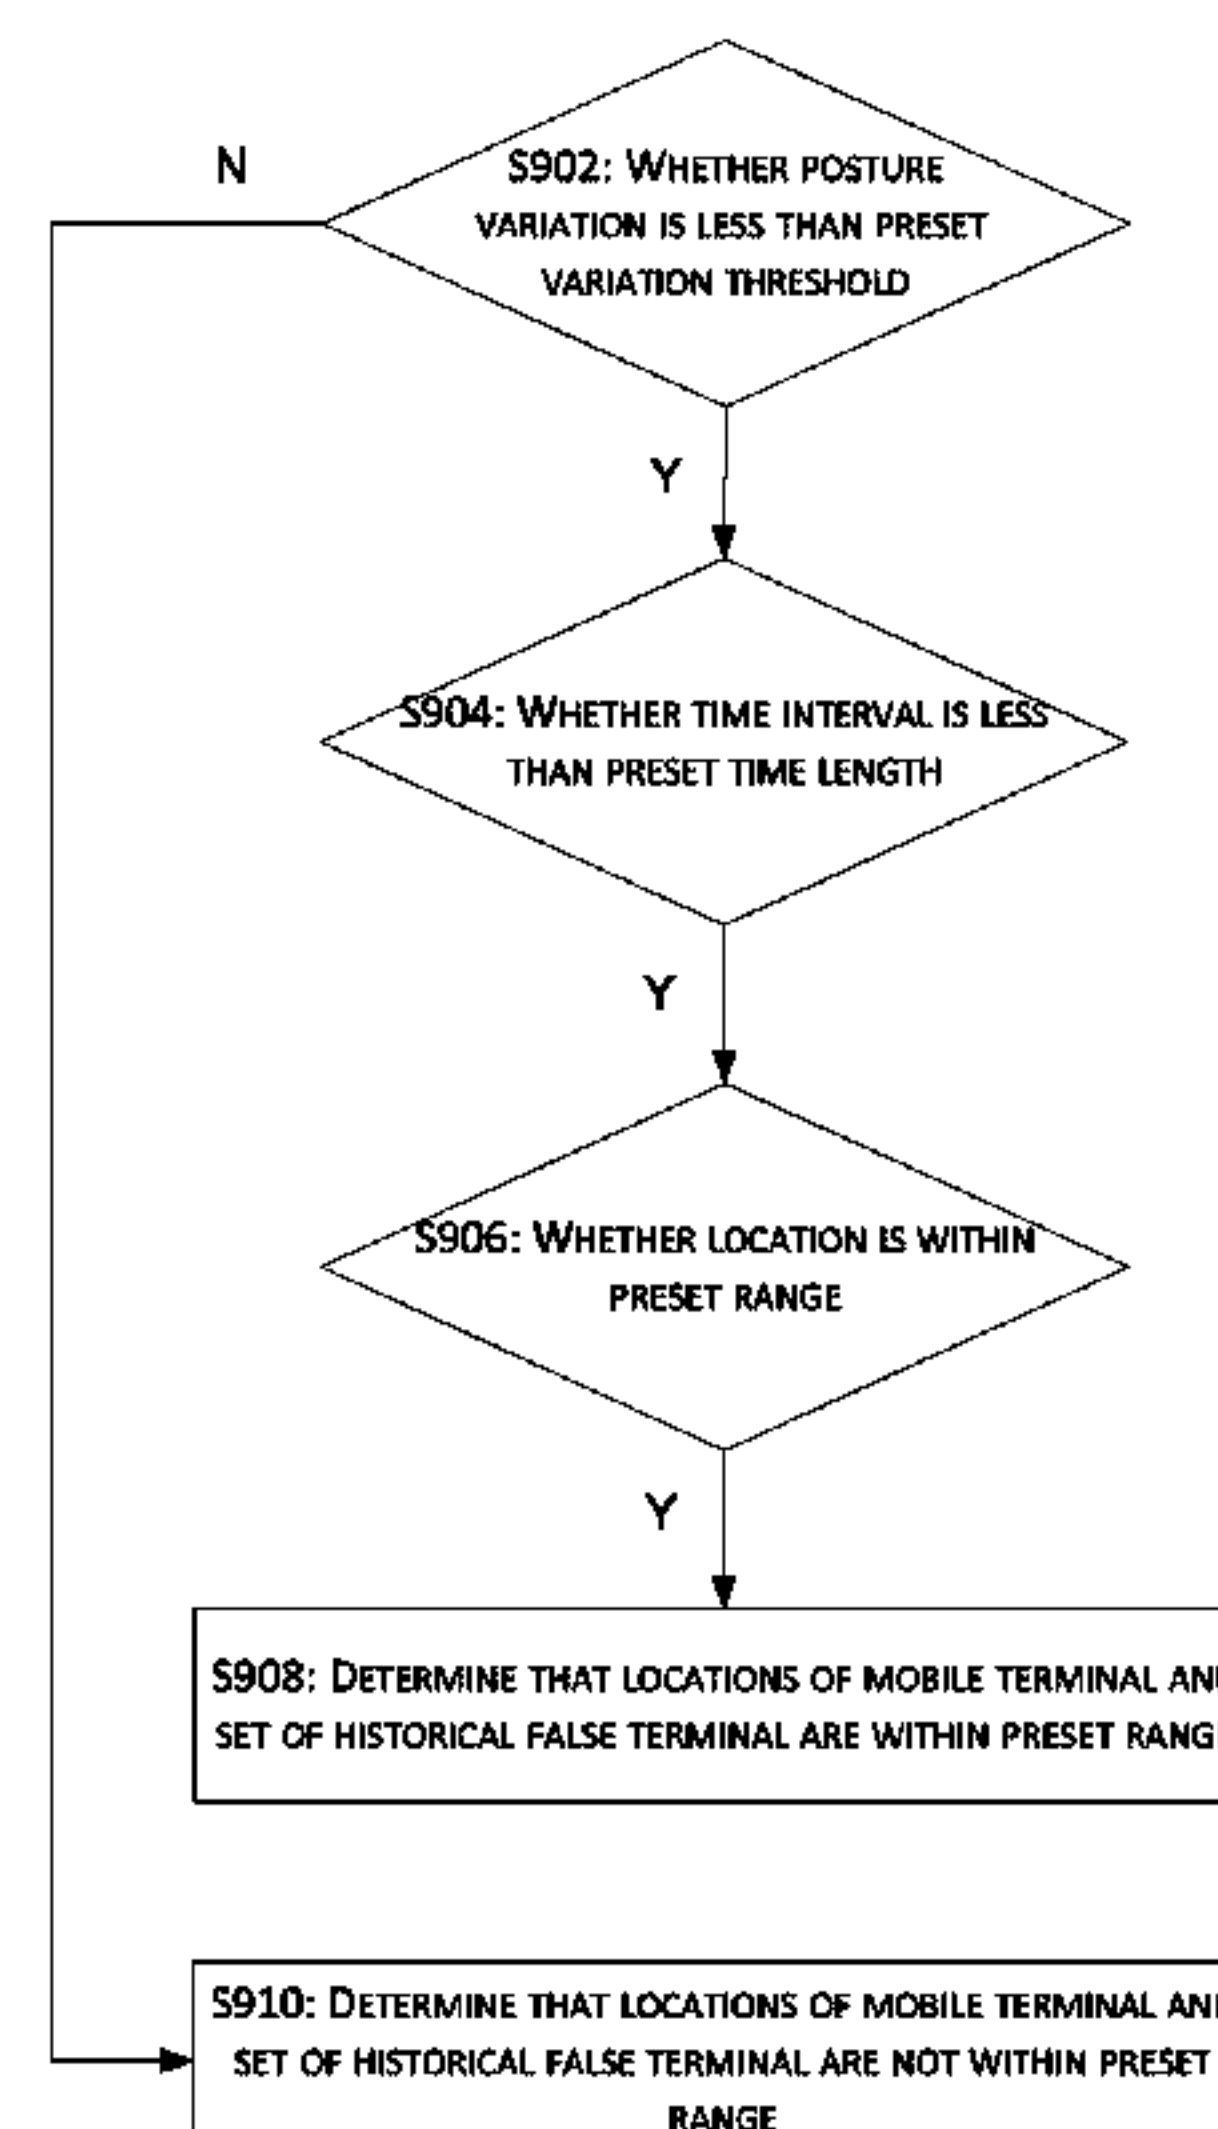 N
S902: WHETHER POSTURE
VARIATION IS LESS THAN PRESET
VARIATION THRESHOLD
Y
S904: WHETHER TIME INTERVAL IS LESS
THAN PRESET TIME LENGTH
Y
S906: WHETHER LOCATION IS WITHIN
PRESET RANGE
Y
S908: DETERMINE THAT LOCATIONS OF MOBILE TERMINAL
SET OF HISTORICAL FALSE TERMINAL ARE WITHIN PRESET
S910: DETERMINE THAT LOCATIONS OF MOBILE TERMINAL
SET OF HISTORICAL FALSE TERMINAL ARE NOT WITHIN PRESET
RANGE